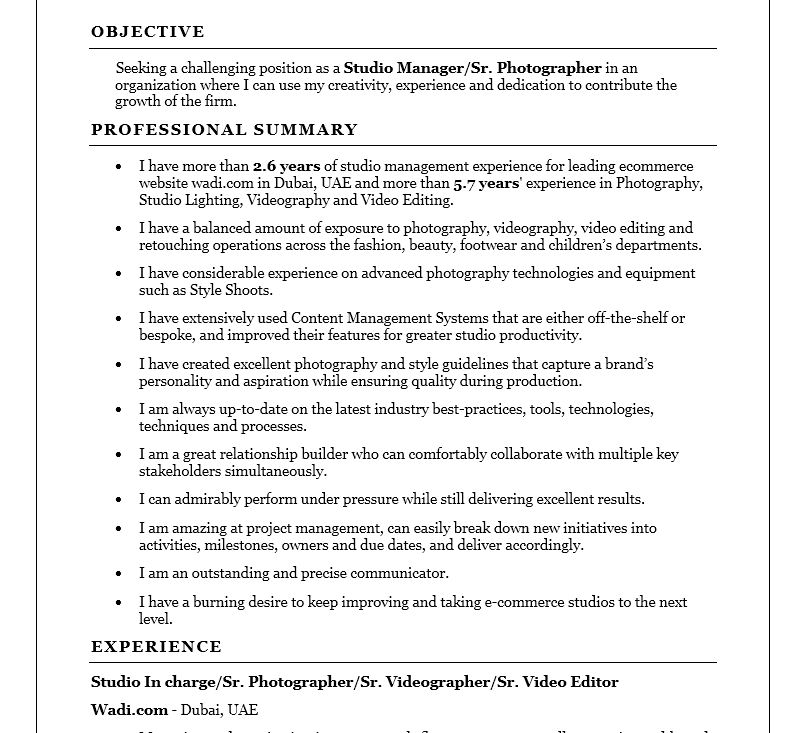 OBJECTIVE
Seeking a challenging position as a Studio Manager/Sr. Photographer in an
organization where I can use my creativity, experience and dedication to contribute the
growth of the firm.
PROFESSIONAL SUMMARY
• I have more than 2.6 years of studio management experience for leading ecommerce
website wadi.com in Dubai, UAE and more than 5.7 years' experience in Photography,
Studio Lighting, Videography and Video Editing.
• I have a balanced amount of exposure to photography, videography, video editing and
retouching operations across the fashion, beauty, footwear and children's departments.
• I have considerable experience on advanced photography technologies and equipment
such as Style Shoots.
• I have extensively used Content Management Systems that are either off-the-shelf or
bespoke, and improved their features for greater studio productivity.
• I have created excellent photography and style guidelines that capture a brand's
personality and aspiration while ensuring quality during production.
• I am always up-to-date on the latest industry best-practices, tools, technologies,
techniques and processes.
• I am a great relationship builder who can comfortably collaborate with multiple key
stakeholders simultaneously.
• I can admirably perform under pressure while still delivering excellent results.
• I am amazing at project management, can easily break down new initiatives into
activities, milestones, owners and due dates, and deliver accordingly.
• I am an outstanding and precise communicator.
• I have a burning desire to keep improving and taking e-commerce studios to the next
level.
EXPERIENCE
Studio In charge/Sr. Photographer/Sr. Videographer/Sr. Video Editor
Wadi.com - Dubai, UAE